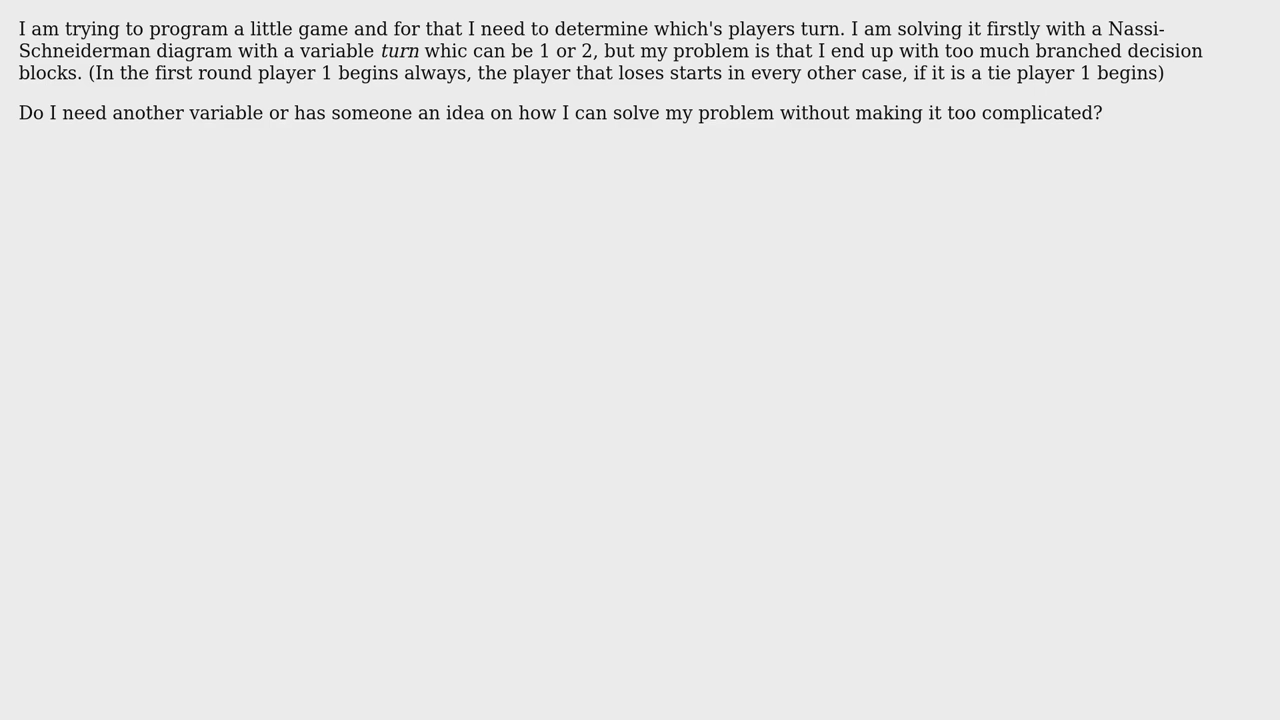 I am trying to program a little game and for that I need to determine which's players turn. I am solving it firstly with a Nassi-
Schneiderman diagram with a variable turn whic can be 1 or 2, but my problem is that I end up with too much branched decision
blocks. (In the first round player 1 begins always, the player that loses starts in every other case, if it is a tie player 1 begins)
Do I need another variable or has someone an idea on how I can solve my problem without making it too complicated?